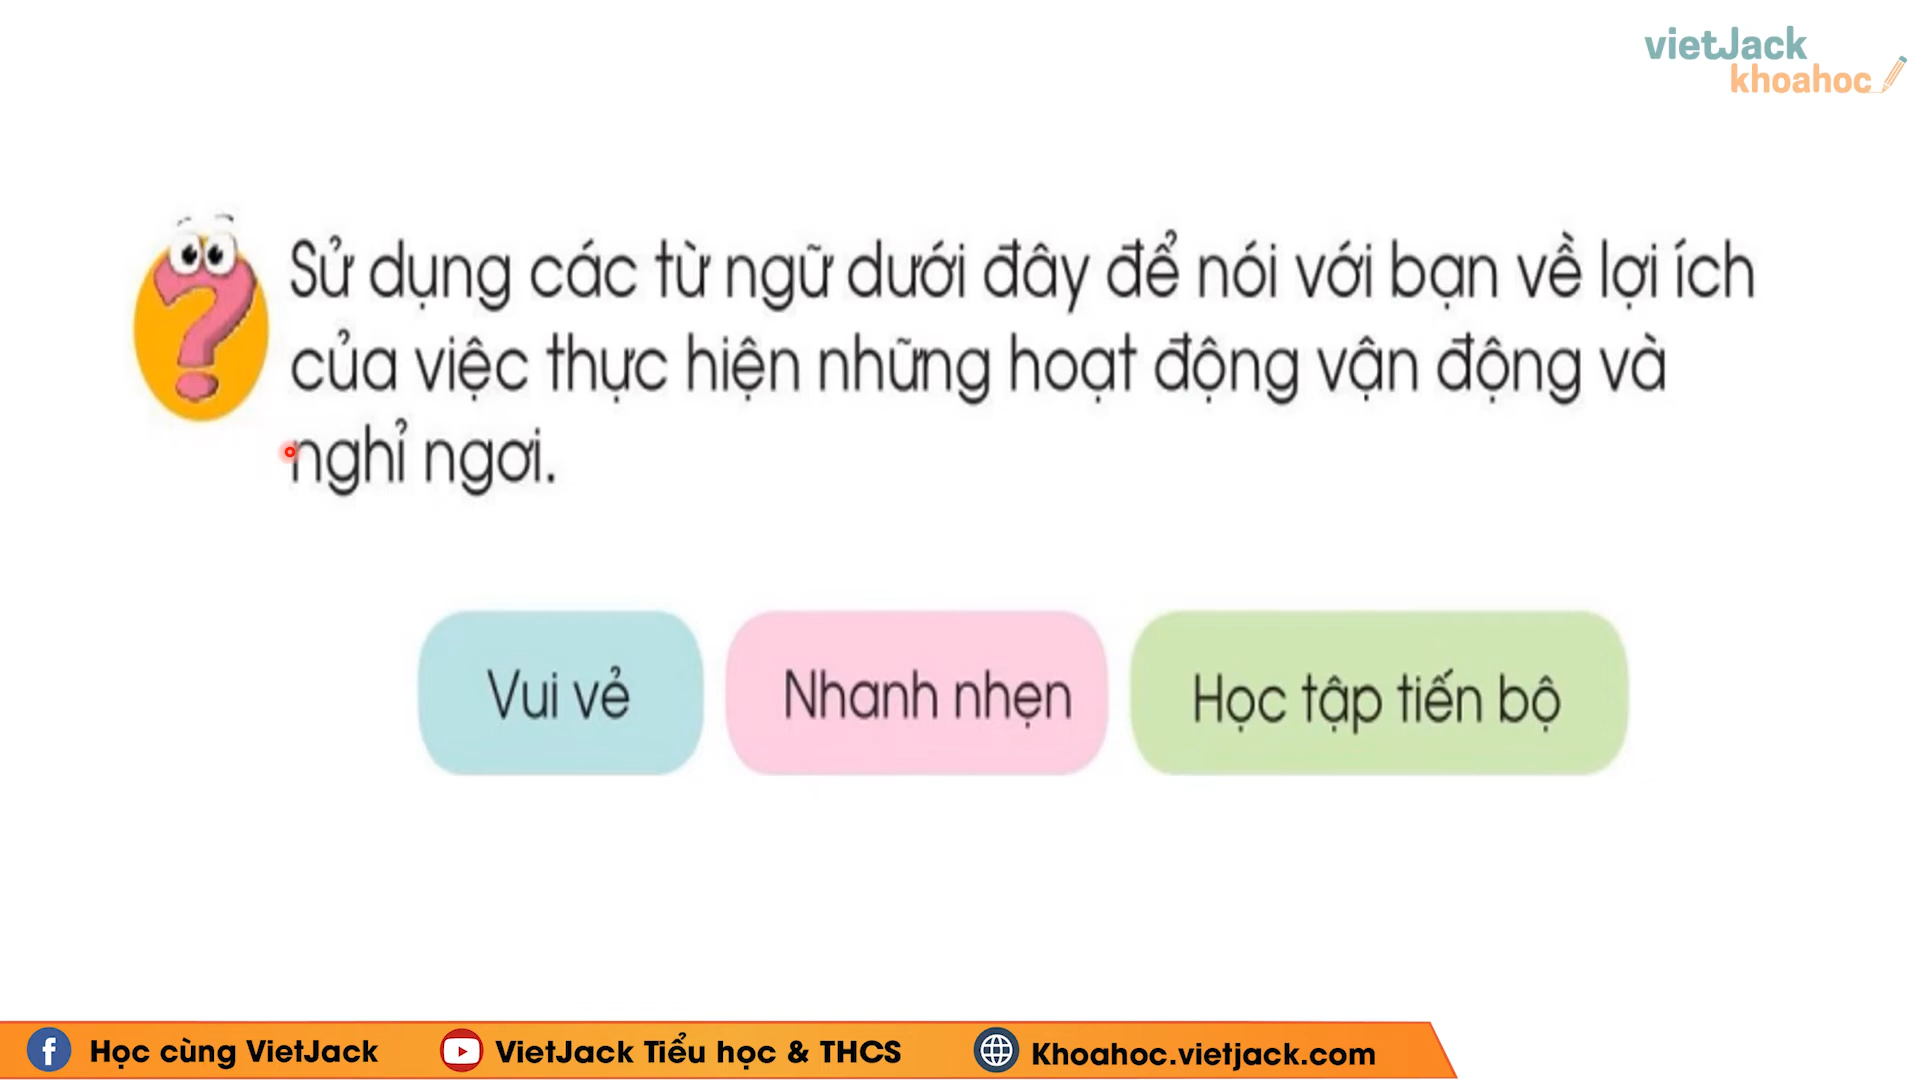 vietJack
khoahoc
Sử dụng các từ ngữ dưới đây để nói với bạn về lợi ích
của việc thực hiện những hoạt động vận động và
nghỉ ngơi.
Vui vẻ
Nhanh nhẹn
Học tập tiến bộ
Học cùng VietJack
VietJack Tiểu học & THCS
Khoahoc.vietjack.com